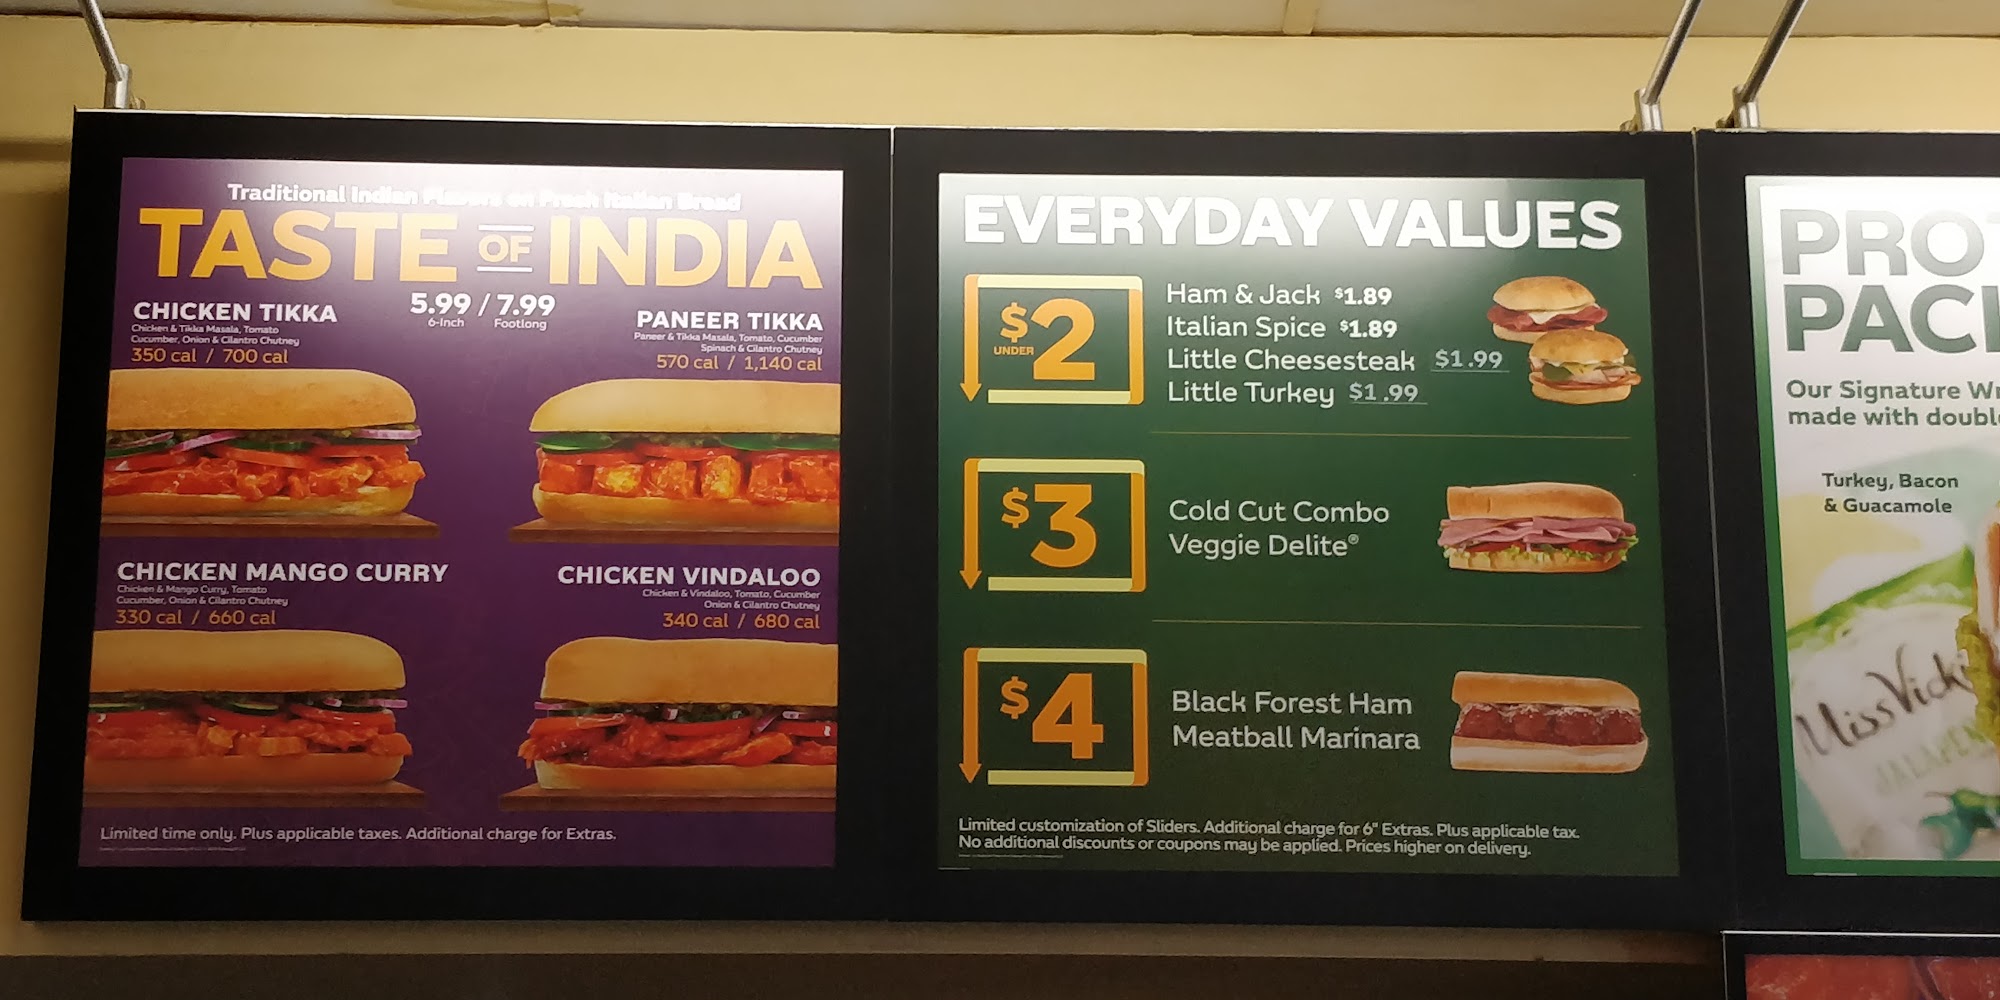 Traditional Indian Flavors on Fresh Italian Bread
TASTE OF INDIA
5.99 / 7.99
6-Inch Footlong
CHICKEN TIKKA
Chicken & Tikka Masala, Tomato
Cucumber, Onion & Cilantro Chutney
350 cal / 700 cal
PANEER TIKKA
Paneer & Tikka Masala, Tomato, Cucumber
Spinach & Cilantro Chutney
570 cal / 1,140 cal
CHICKEN MANGO CURRY
Chicken & Mango Curry, Tomato
Cucumber, Onion & Cilantro Chutney
330 cal / 660 cal
CHICKEN VINDALOO
Chicken & Vindaloo, Tomato, Cucumber
Onion & Cilantro Chutney
340 cal / 680 cal
Limited time only. Plus applicable taxes. Additional charge for Extras.
EVERYDAY VALUES
UNDER $2
Ham & Jack $1.89
Italian Spice $1.89
Little Cheesesteak $1.99
Little Turkey $1.99
$3
Cold Cut Combo
Veggie Delite®
$4
Black Forest Ham
Meatball Marinara
Limited customization of Sliders. Additional charge for 6" Extras. Plus applicable tax.
No additional discounts or coupons may be applied. Prices higher on delivery.
PRO
PAC
Our Signature Wr
made with doubl
Turkey, Bacon
& Guacamole
Miss Vick
JALAPE